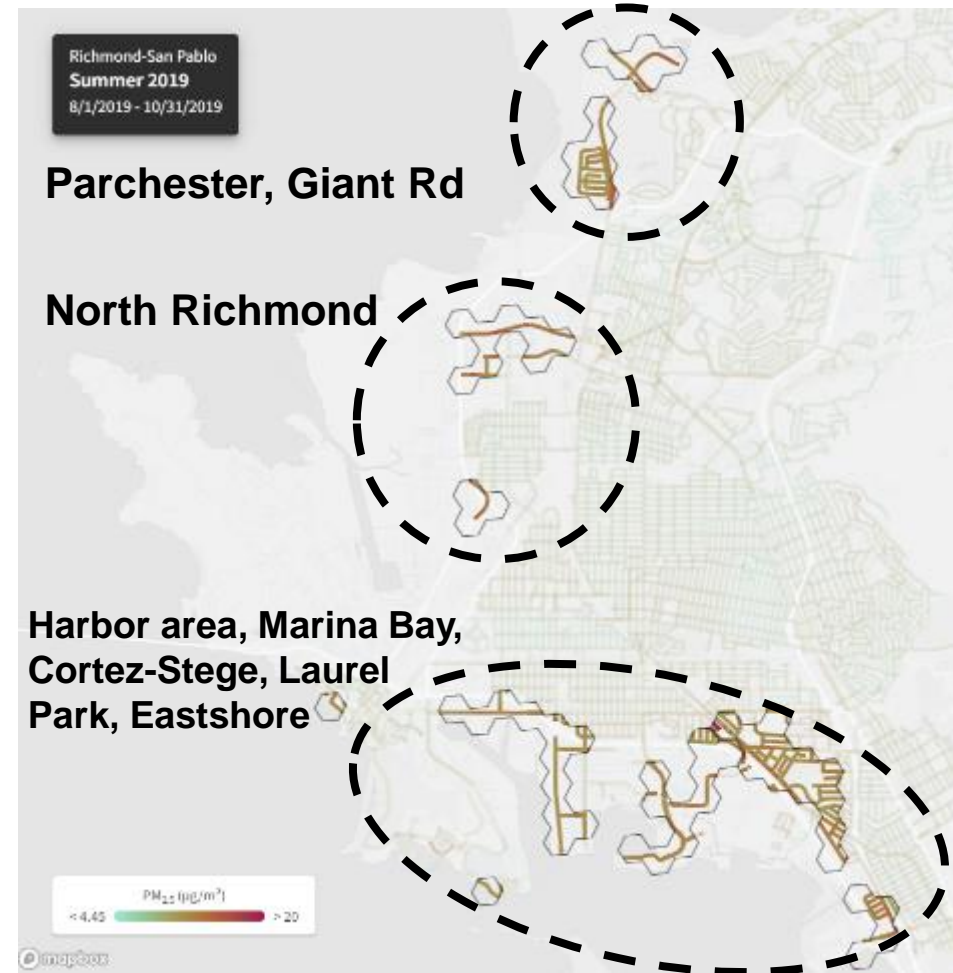 Richmond-San Pablo
Summer 2019
8/1/2019 - 10/31/2019
Parchester, Giant Rd
North Richmond
Harbor area, Marina Bay,
Cortez-Stege, Laurel
Park, Eastshore
PM2.5 (µg/m³)
< 4.45 > 20
mapbox